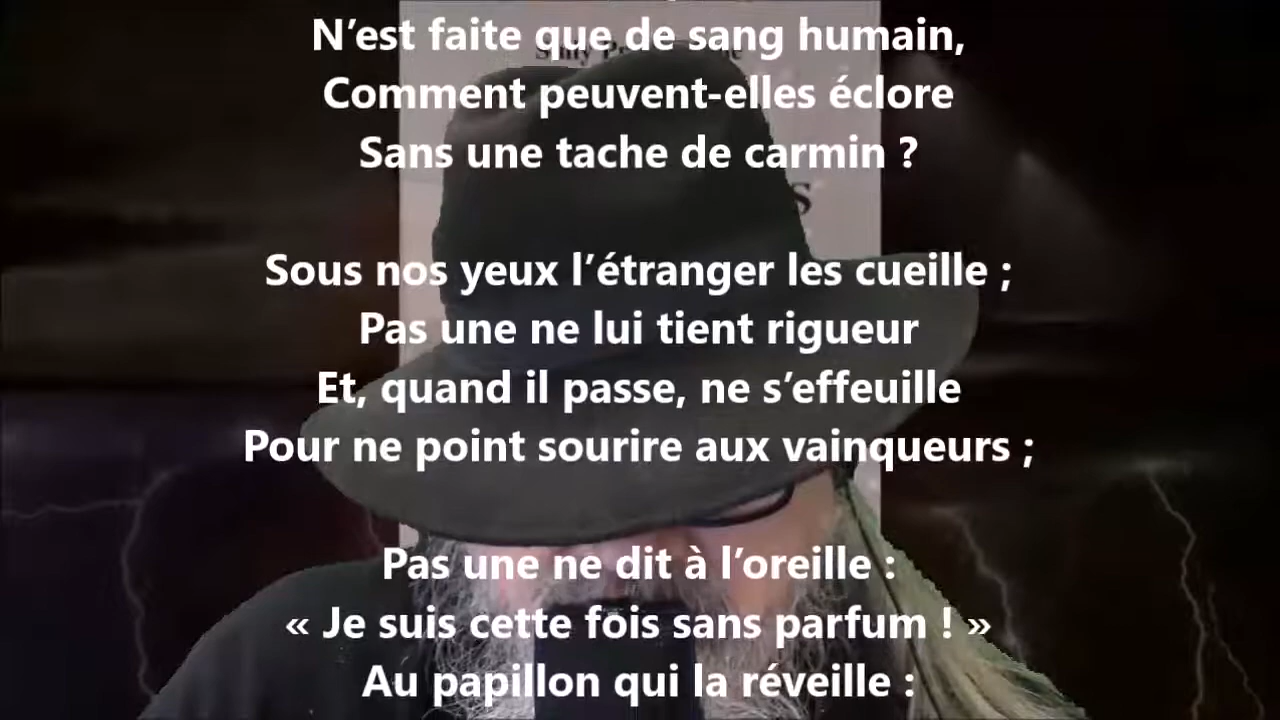 N’est faite que de sang humain,
Comment peuvent-elles éclore
Sans une tache de carmin ?
Sous nos yeux l’étranger les cueille ;
Pas une ne lui tient rigueur
Et, quand il passe, ne s’effeuille
Pour ne point sourire aux vainqueurs ;
Pas une ne dit à l’oreille :
« Je suis cette fois sans parfum ! »
Au papillon qui la réveille :